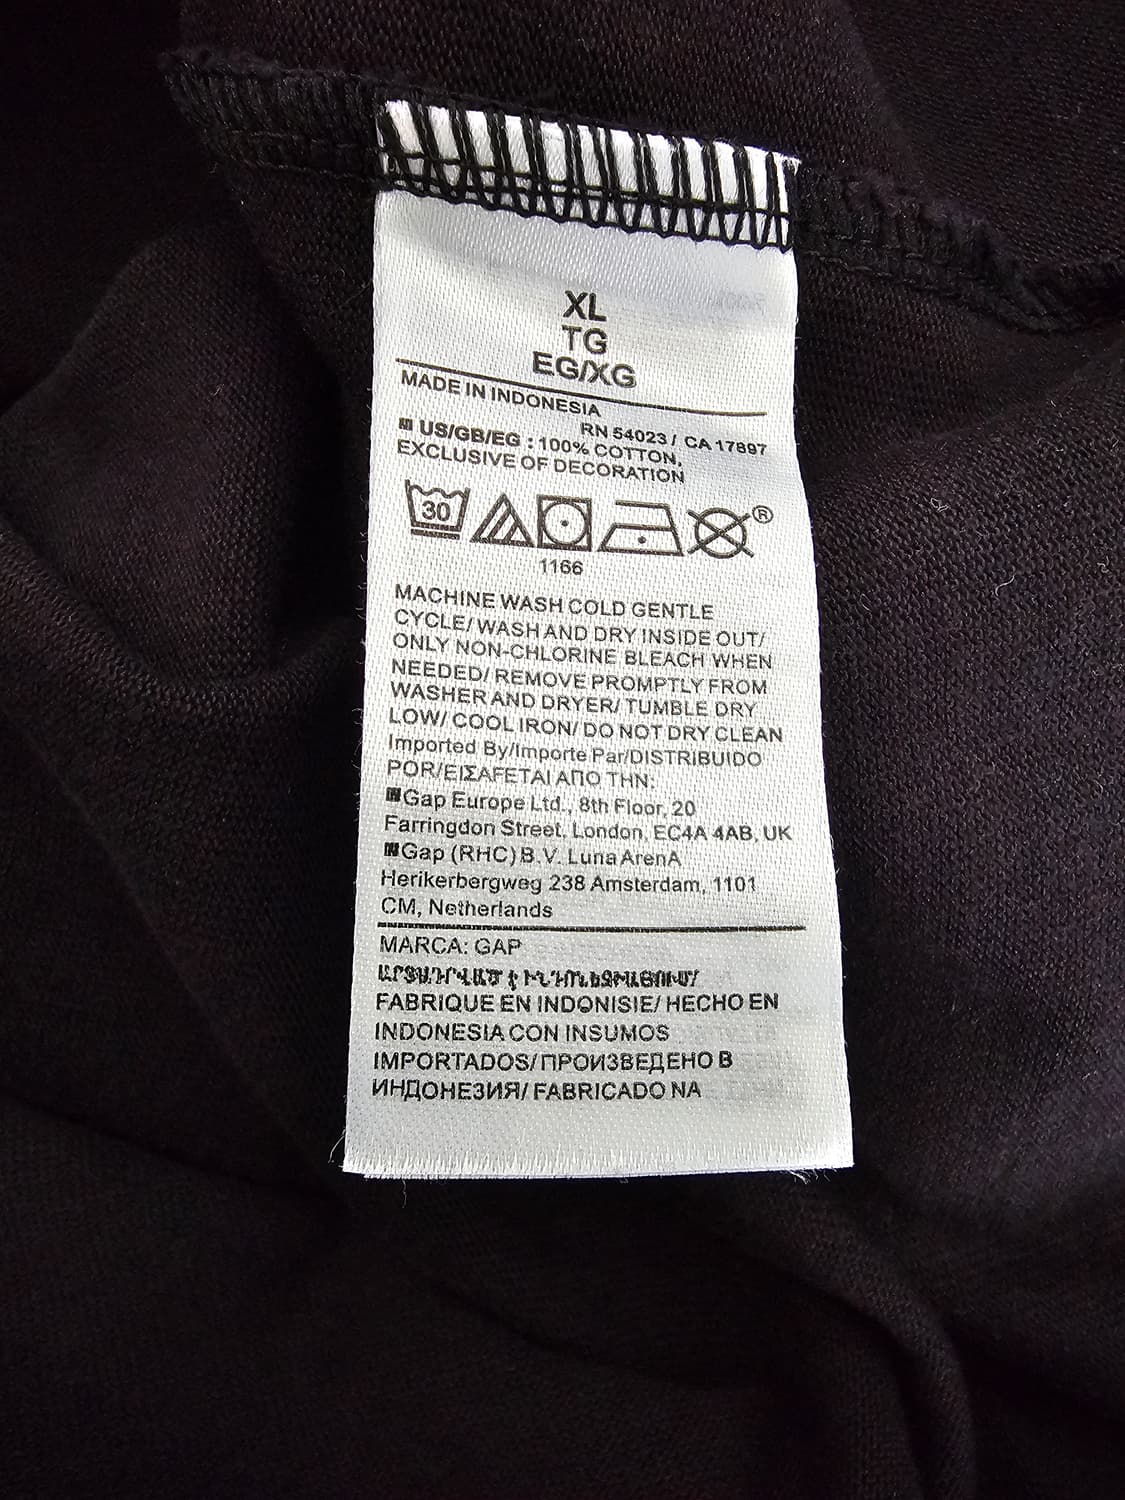 XL
TG
EG/XG
MADE IN INDONESIA
RN 54023 / CA 17897
US/GB/EG : 100% COTTON,
EXCLUSIVE OF DECORATION
30
®
1166
MACHINE WASH COLD GENTLE
CYCLE/ WASH AND DRY INSIDE OUT/
ONLY NON-CHLORINE BLEACH WHEN
NEEDED/ REMOVE PROMPTLY FROM
WASHER AND DRYER/ TUMBLE DRY
LOW/ COOL IRON/ DO NOT DRY CLEAN
Imported By/Importe Par/DISTRIBUIDO
POR/ΕΙΣΑΓΕΤΑΙ ΑΠΟ ΤΗΝ:
Gap Europe Ltd., 8th Floor, 20
Farringdon Street, London, EC4A 4AB, UK
Gap (RHC) B.V. Luna ArenA
Herikerbergweg 238 Amsterdam, 1101
CM, Netherlands
MARCA: GAP
ԱՐՏԱԴՐՎԱԾ Է ԻՆԴՈՆԵԶԻԱՅՈՒՄ/
FABRIQUE EN INDONISIE/ HECHO EN
INDONESIA CON INSUMOS
IMPORTADOS/ ПРОИЗВЕДЕНО В
ИНДОНЕЗИЯ/ FABRICADO NA